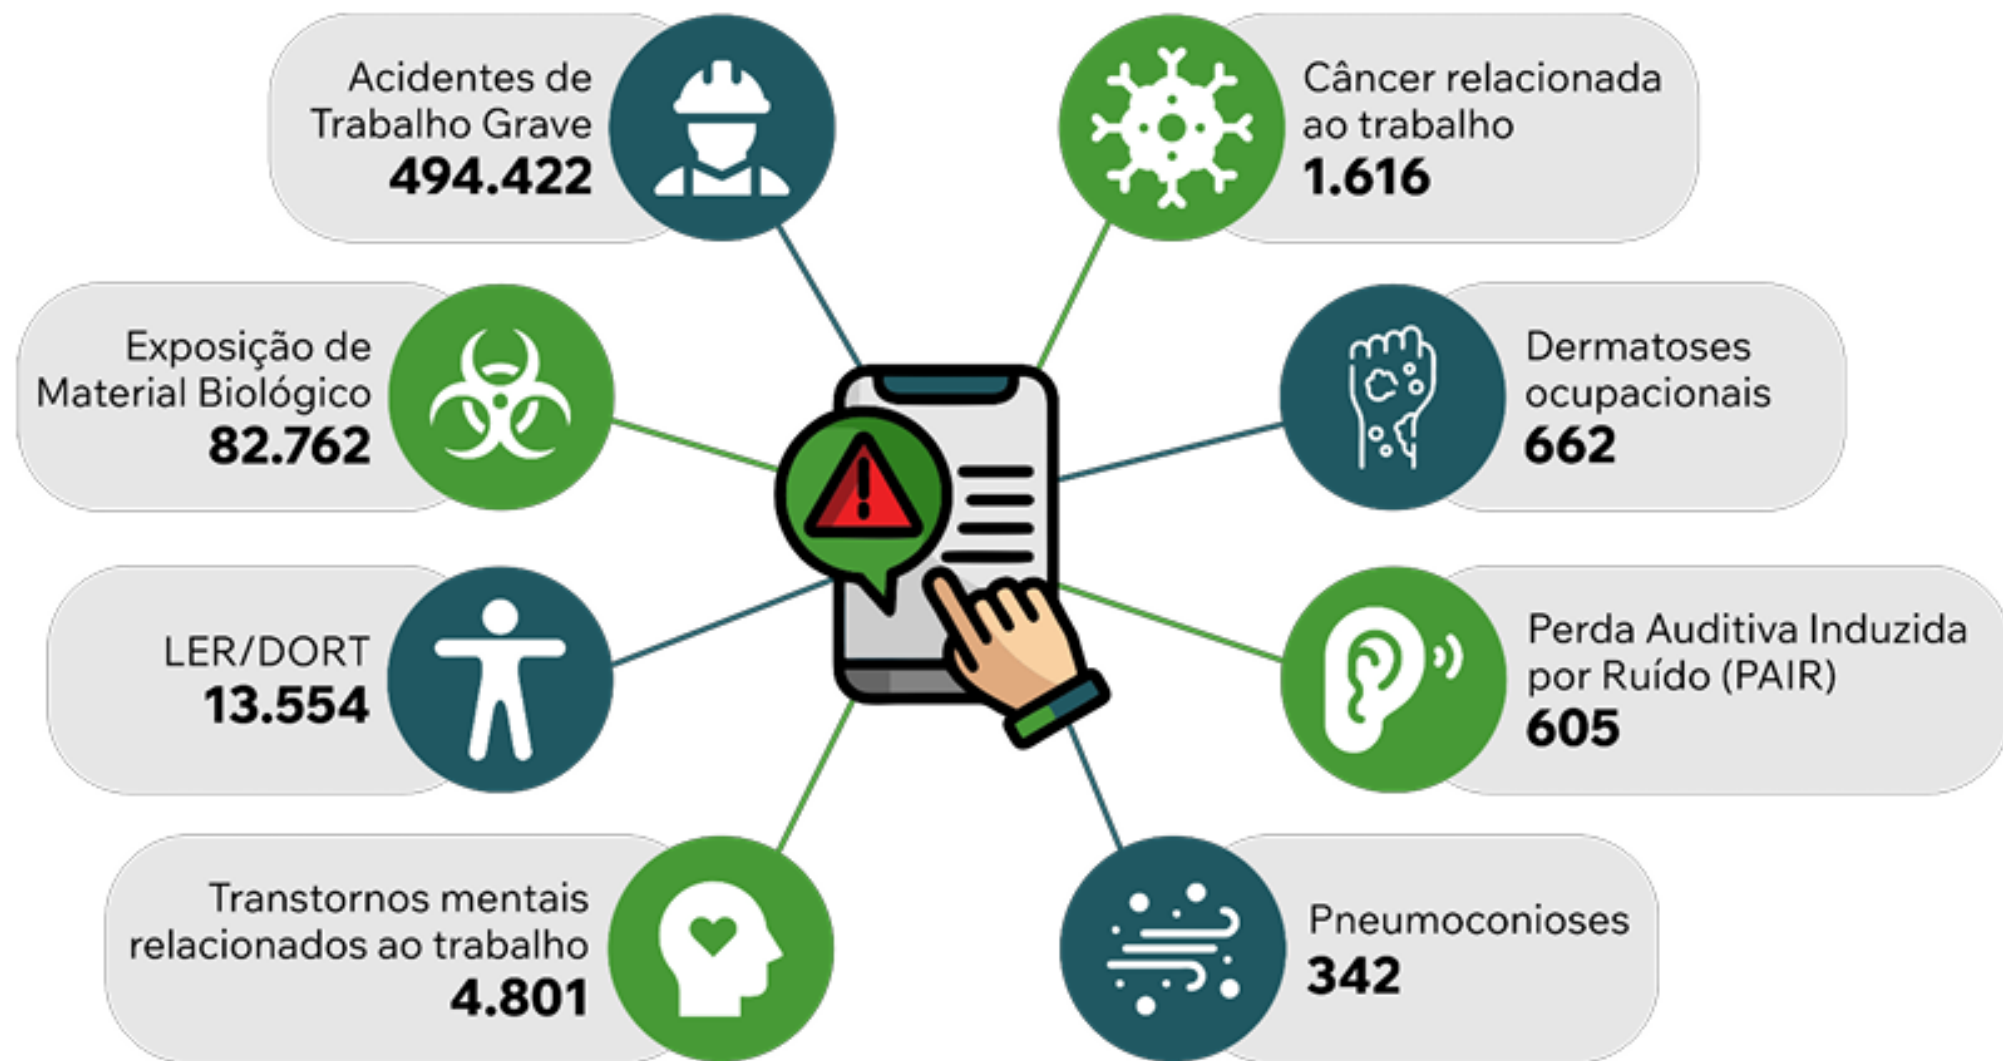 Acidentes de
Trabalho Grave
494.422
Câncer relacionada
ao trabalho
1.616
Exposição de
Material Biológico
82.762
Dermatoses
ocupacionais
662
LER/DORT
13.554
Perda Auditiva Induzida
por Ruído (PAIR)
605
Transtornos mentais
relacionados ao trabalho
4.801
Pneumoconioses
342